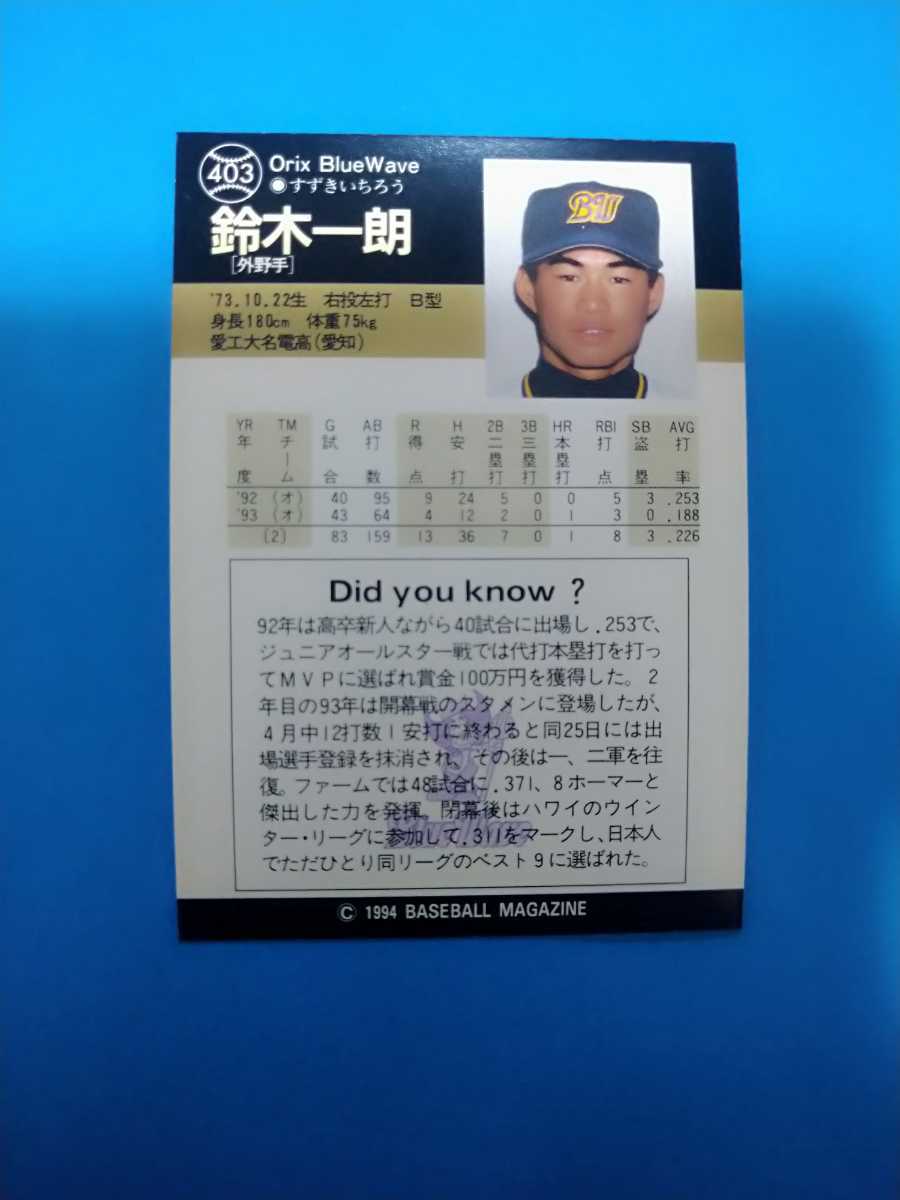 403
Orix BlueWave
●すずきいちろう
鈴木一朗
[外野手]
BW
'73.10.22生 右投左打 B型
身長180cm 体重75kg
愛工大名電高(愛知)
YR TM G AB R H 2B 3B HR RBI SB AVG
年度 チーム 試合 打数 得点 安打 二塁打 三塁打 本塁打 打点 盗塁 打率
'92 (オ) 40 95 9 24 5 0 0 5 3 .253
'93 (オ) 43 64 4 12 2 0 1 3 0 .188
(2) 83 159 13 36 7 0 1 8 3 .226
Did you know ?
92年は高卒新人ながら40試合に出場し.253で、
ジュニアオールスター戦では代打本塁打を打っ
てMVPに選ばれ賞金100万円を獲得した。2
年目の93年は開幕戦のスタメンに登場したが、
4月中12打数1安打に終わると同25日には出
場選手登録を抹消され、その後は一、二軍を往
復。ファームでは48試合に.371、8ホーマーと
傑出した力を発揮。閉幕後はハワイのウイン
ター・リーグに参加して.311をマークし、日本人
でただひとり同リーグのベスト9に選ばれた。
BlueWave
© 1994 BASEBALL MAGAZINE